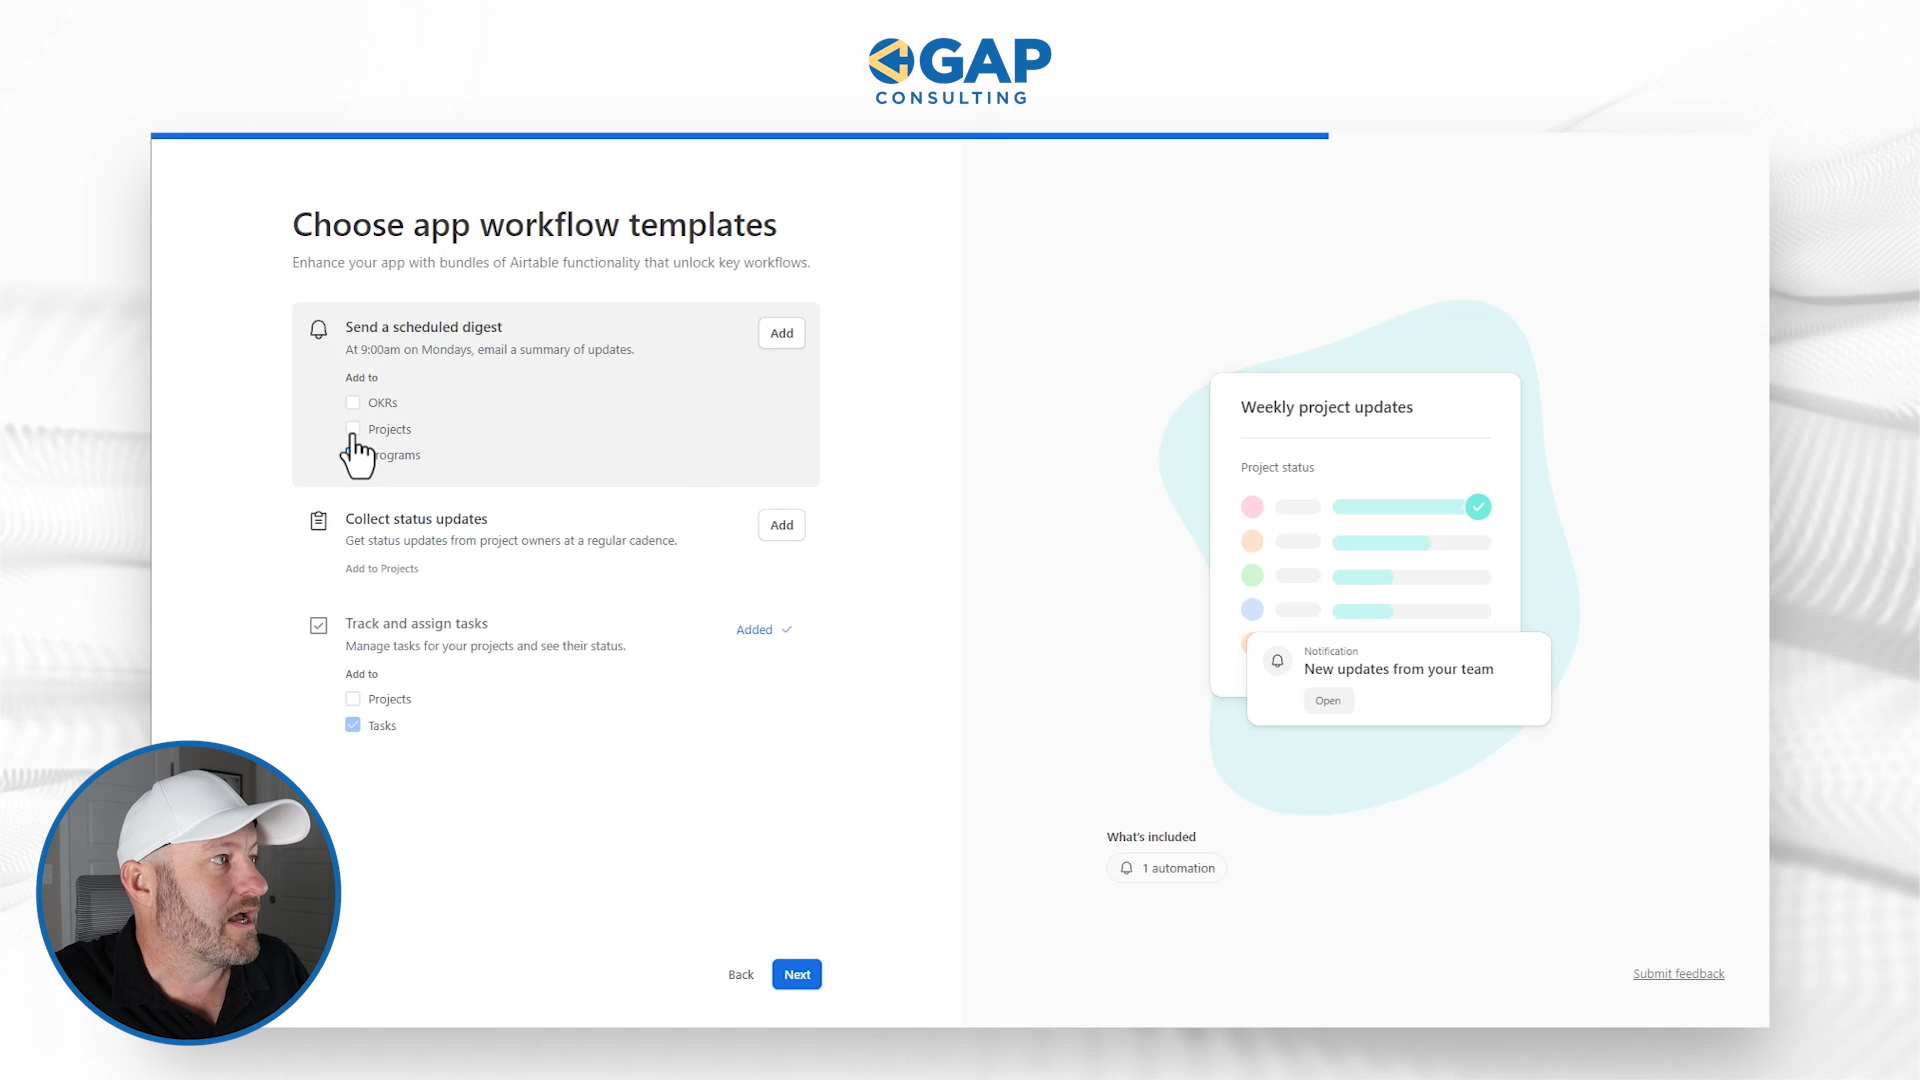 GAP
CONSULTING
Choose app workflow templates
Enhance your app with bundles of Airtable functionality that unlock key workflows.
Send a scheduled digest
Add
At 9:00am on Mondays, email a summary of updates.
Add to
OKRs
Projects
rograms
Collect status updates
Add
Get status updates from project owners at a regular cadence.
Add to Projects
Track and assign tasks
Added
Manage tasks for your projects and see their status.
Add to
Projects
Tasks
Back
Next
Weekly project updates
Project status
Notification
New updates from your team
Open
What's included
1 automation
Submit feedback